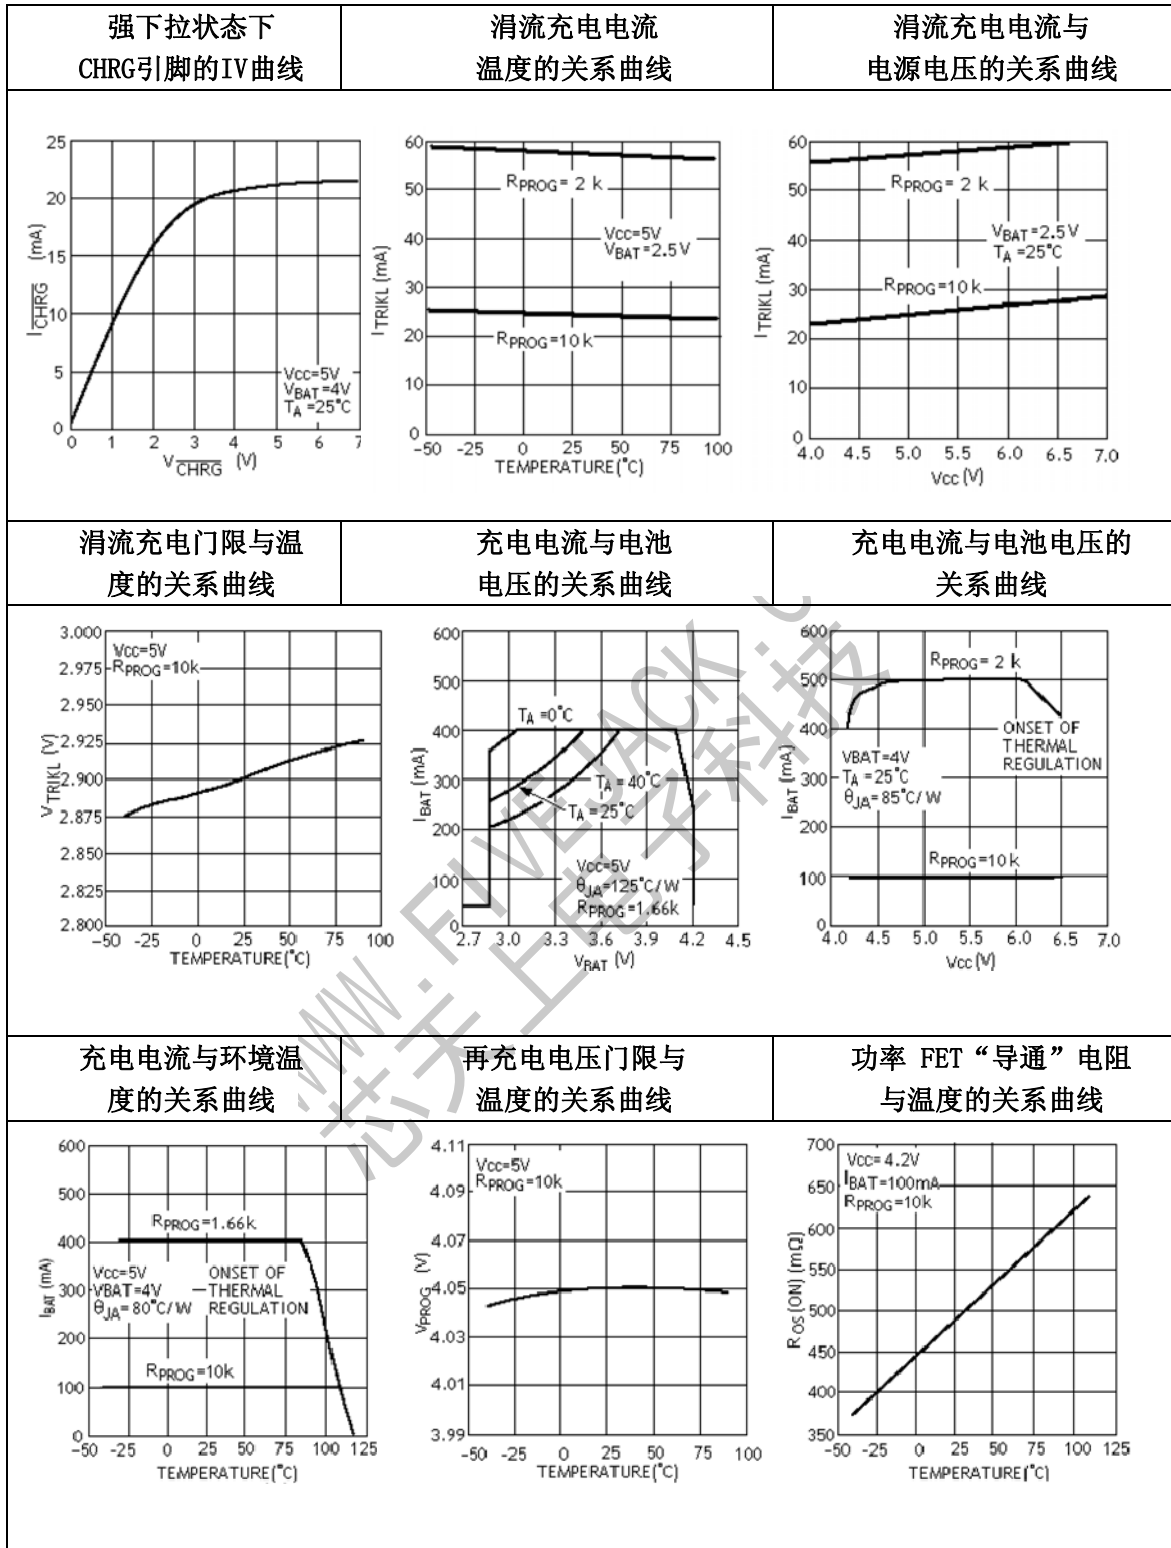 强下拉状态下
CHRG引脚的IV曲线
涓流充电电流
温度的关系曲线
涓流充电电流与
电源电压的关系曲线
25
20
15
10
5
0
I CHRG (mA)
Vcc=5V
VBAT=4V
TA =25°C
0 1 2 3 4 5 6 7
V CHRG (V)
60
50
40
30
20
10
0
ITRIKL (mA)
RPROG= 2 k
Vcc=5V
VBAT=2.5V
RPROG=10k
-50 -25 0 25 50 75 100
TEMPERATURE(°C)
60
50
40
30
20
10
0
ITRIKL (mA)
RPROG= 2 k
VBAT=2.5V
TA =25°C
RPROG=10k
4.0 4.5 5.0 5.5 6.0 6.5 7.0
Vcc(V)
涓流充电门限与温
度的关系曲线
充电电流与电池
电压的关系曲线
充电电流与电池电压的
关系曲线
3.000
2.975
2.950
2.925
2.900
2.875
2.850
2.825
2.800
VTRIKL (V)
Vcc=5V
RPROG=10k
-50 -25 0 25 50 75 100
TEMPERATURE(°C)
600
500
400
300
200
100
0
IBAT (mA)
TA =0°C
TA = 40°C
TA =25°C
Vcc=5V
θJA=125°C/W
RPROG=1.66k
2.7 3.0 3.3 3.6 3.9 4.2 4.5
VBAT (V)
600
500
400
300
200
100
0
IBAT (mA)
RPROG= 2 k
ONSET OF
THERMAL
REGULATION
VBAT=4V
TA = 25°C
θJA=85°C/W
RPROG=10k
4.0 4.5 5.0 5.5 6.0 6.5 7.0
Vcc(V)
充电电流与环境温
度的关系曲线
再充电电压门限与
温度的关系曲线
功率 FET“导通”电阻
与温度的关系曲线
600
500
400
300
200
100
0
IBAT (mA)
RPROG=1.66k
Vcc=5V
VBAT=4V
θJA=80°C/W
ONSET OF
THERMAL
REGULATION
RPROG=10k
-50 -25 0 25 50 75 100 125
TEMPERATURE(°C)
4.11
4.09
4.07
4.05
4.03
4.01
3.99
VPROG (V)
Vcc=5V
RPROG=10k
-50 -25 0 25 50 75 100
TEMPERATURE(°C)
700
650
600
550
500
450
400
350
ROS(ON) (mΩ)
Vcc=4.2V
IBAT=100mA
RPROG=10k
-50 -25 0 25 50 75 100 125
TEMPERATURE(°C)
WWW.FIVEJACK.
芯天上电子科技